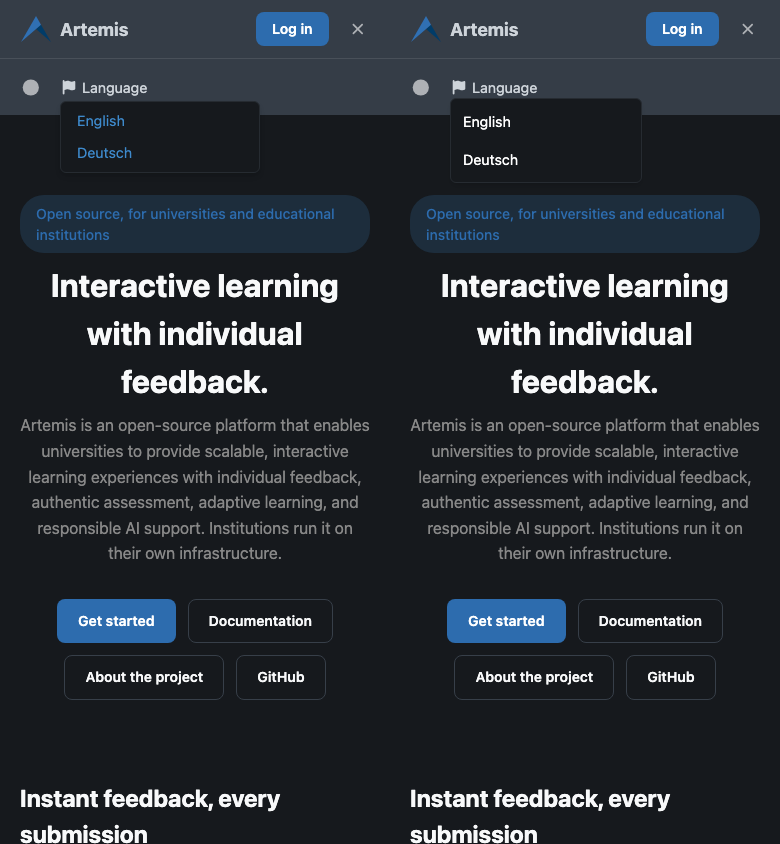 Artemis
Log in
Language
English
Deutsch
Open source, for universities and educational
institutions
Interactive learning
with individual
feedback.
Artemis is an open-source platform that enables
universities to provide scalable, interactive
learning experiences with individual feedback,
authentic assessment, adaptive learning, and
responsible AI support. Institutions run it on
their own infrastructure.
Get started
Documentation
About the project
GitHub
Instant feedback, every
submission
Artemis
Log in
Language
English
Deutsch
Open source, for universities and educational
institutions
Interactive learning
with individual
feedback.
Artemis is an open-source platform that enables
universities to provide scalable, interactive
learning experiences with individual feedback,
authentic assessment, adaptive learning, and
responsible AI support. Institutions run it on
their own infrastructure.
Get started
Documentation
About the project
GitHub
Instant feedback, every
submission